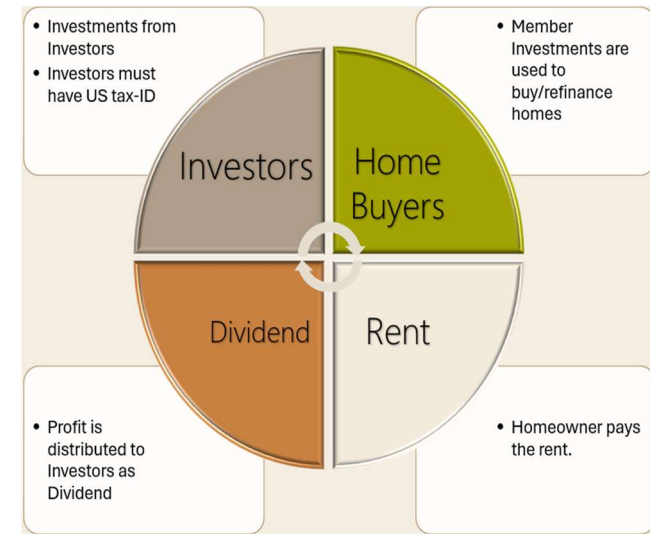 • Investments from
Investors
• Investors must
have US tax-ID
• Member
Investments are
used to
buy/refinance
homes
Investors
Home
Buyers
Dividend
Rent
• Profit is
distributed to
Investors as
Dividend
• Homeowner pays
the rent.